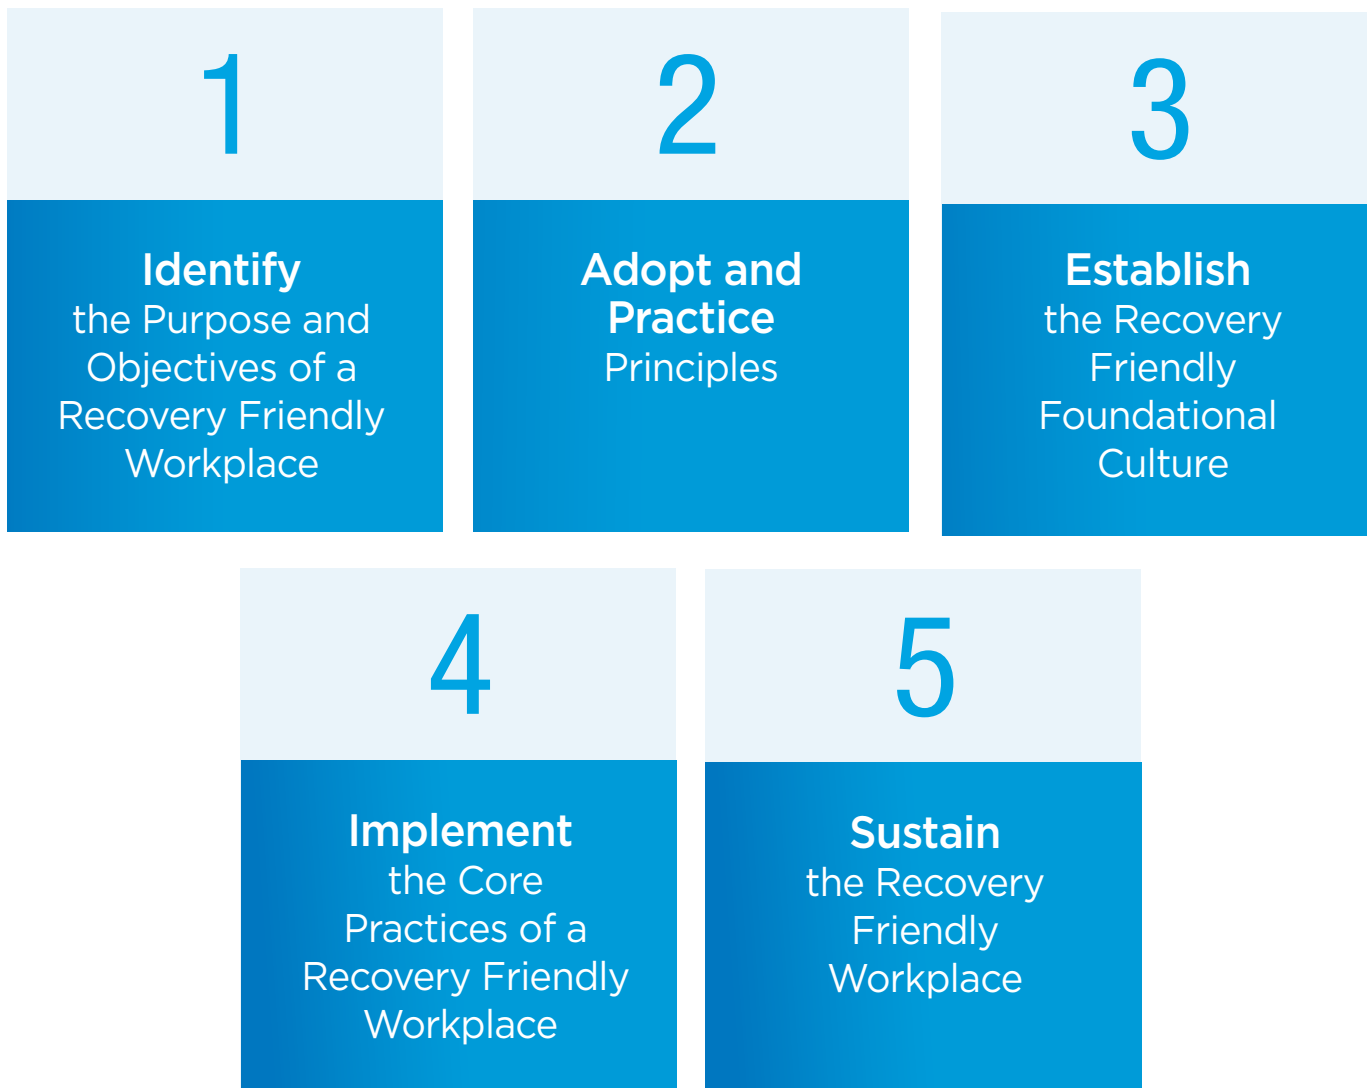 1
Identify
the Purpose and
Objectives of a
Recovery Friendly
Workplace
2
Adopt and
Practice
Principles
3
Establish
the Recovery
Friendly
Foundational
Culture
4
Implement
the Core
Practices of a
Recovery Friendly
Workplace
5
Sustain
the Recovery
Friendly
Workplace